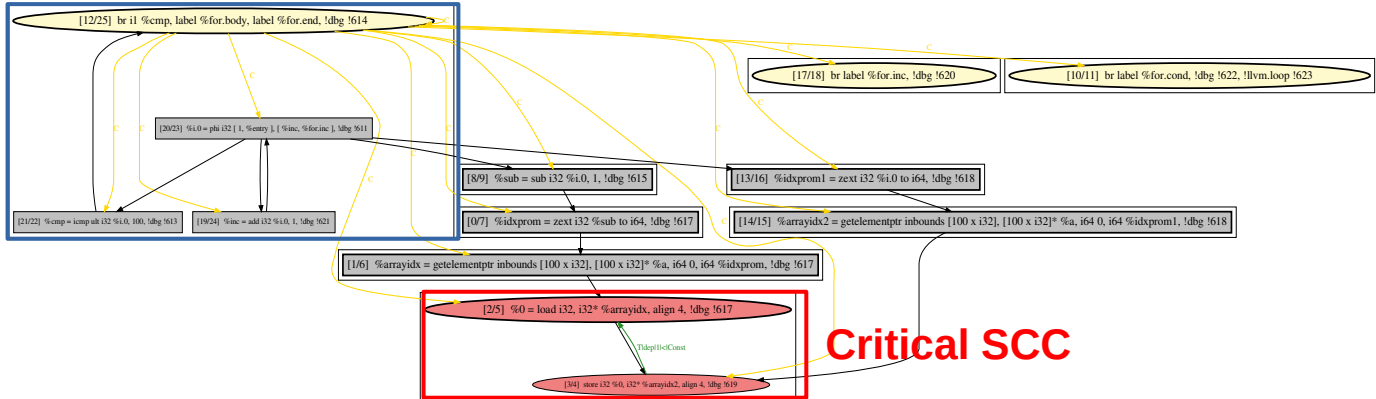 [12/25]  br i1 %cmp, label %for.body, label %for.end, !dbg !614
C
C
C
[17/18]  br label %for.inc, !dbg !620
[10/11]  br label %for.cond, !dbg !622, !llvm.loop !623
C
C
C
C
[20/23]  %i.0 = phi i32 [ 1, %entry ], [ %inc, %for.inc ], !dbg !611
C
C
C
[8/9]  %sub = sub i32 %i.0, 1, !dbg !615
[13/16]  %idxprom1 = zext i32 %i.0 to i64, !dbg !618
C
[21/22]  %cmp = icmp ult i32 %i.0, 100, !dbg !613
[19/24]  %inc = add i32 %i.0, 1, !dbg !621
[0/7]  %idxprom = zext i32 %sub to i64, !dbg !617
C
[14/15]  %arrayidx2 = getelementptr inbounds [100 x i32], [100 x i32]* %a, i64 0, i64 %idxprom1, !dbg !618
[1/6]  %arrayidx = getelementptr inbounds [100 x i32], [100 x i32]* %a, i64 0, i64 %idxprom, !dbg !617
[2/5]  %0 = load i32, i32* %arrayidx, align 4, !dbg !617
T|dep|1|<|Const
Critical SCC
[3/4]  store i32 %0, i32* %arrayidx2, align 4, !dbg !619